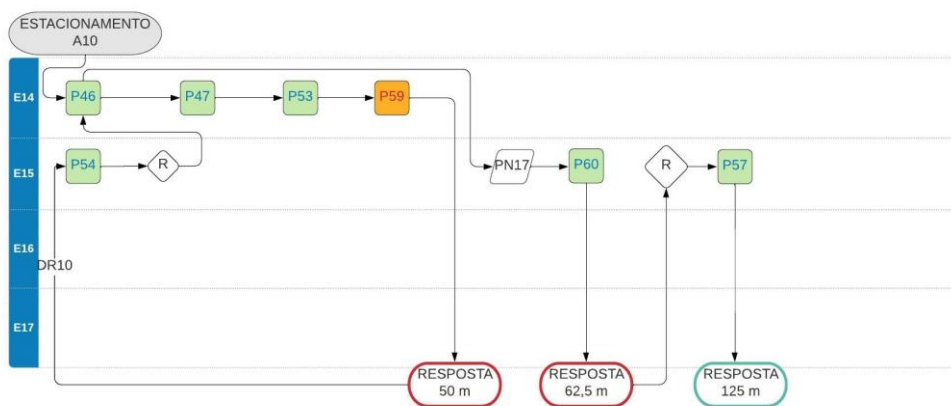 ESTACIONAMENTO
A10
E14
P46
P47
P53
P59
E15
P54
R
PN17
P60
R
P57
E16
DR10
E17
RESPOSTA
50 m
RESPOSTA
62,5 m
RESPOSTA
125 m